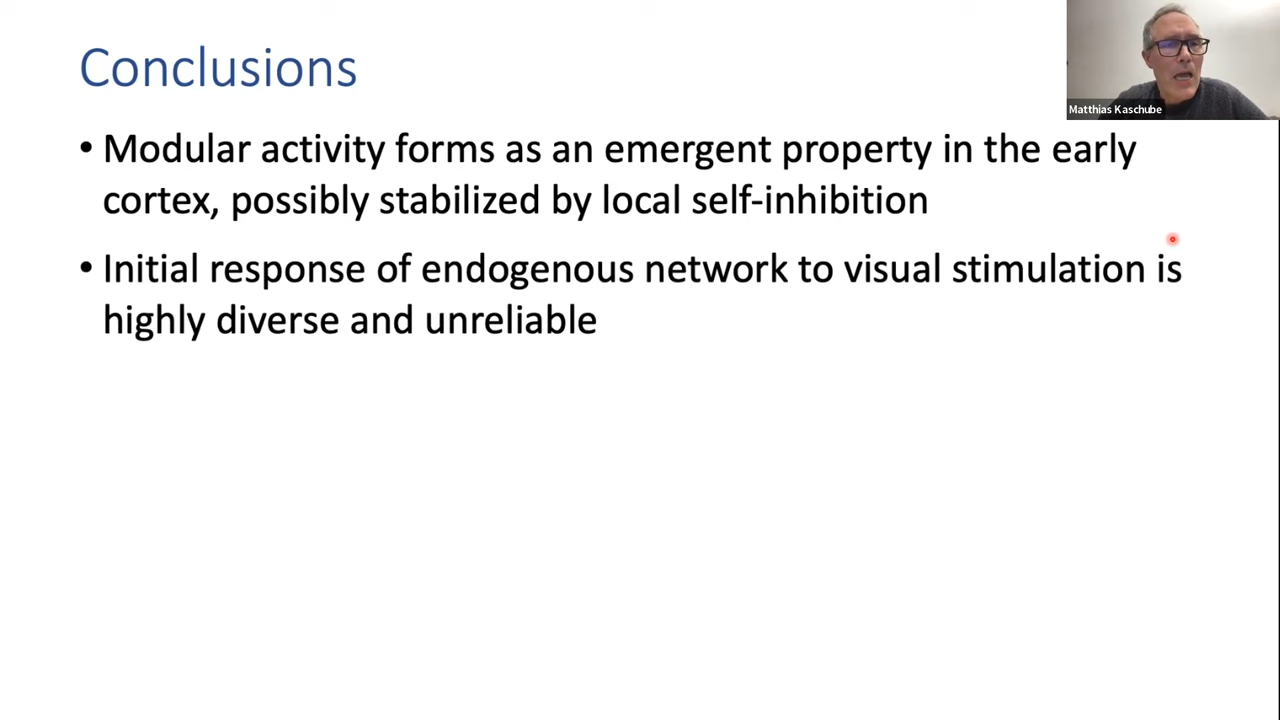 Conclusions
Matthias Kaschube
• Modular activity forms as an emergent property in the early
cortex, possibly stabilized by local self-inhibition
• Initial response of endogenous network to visual stimulation is
highly diverse and unreliable